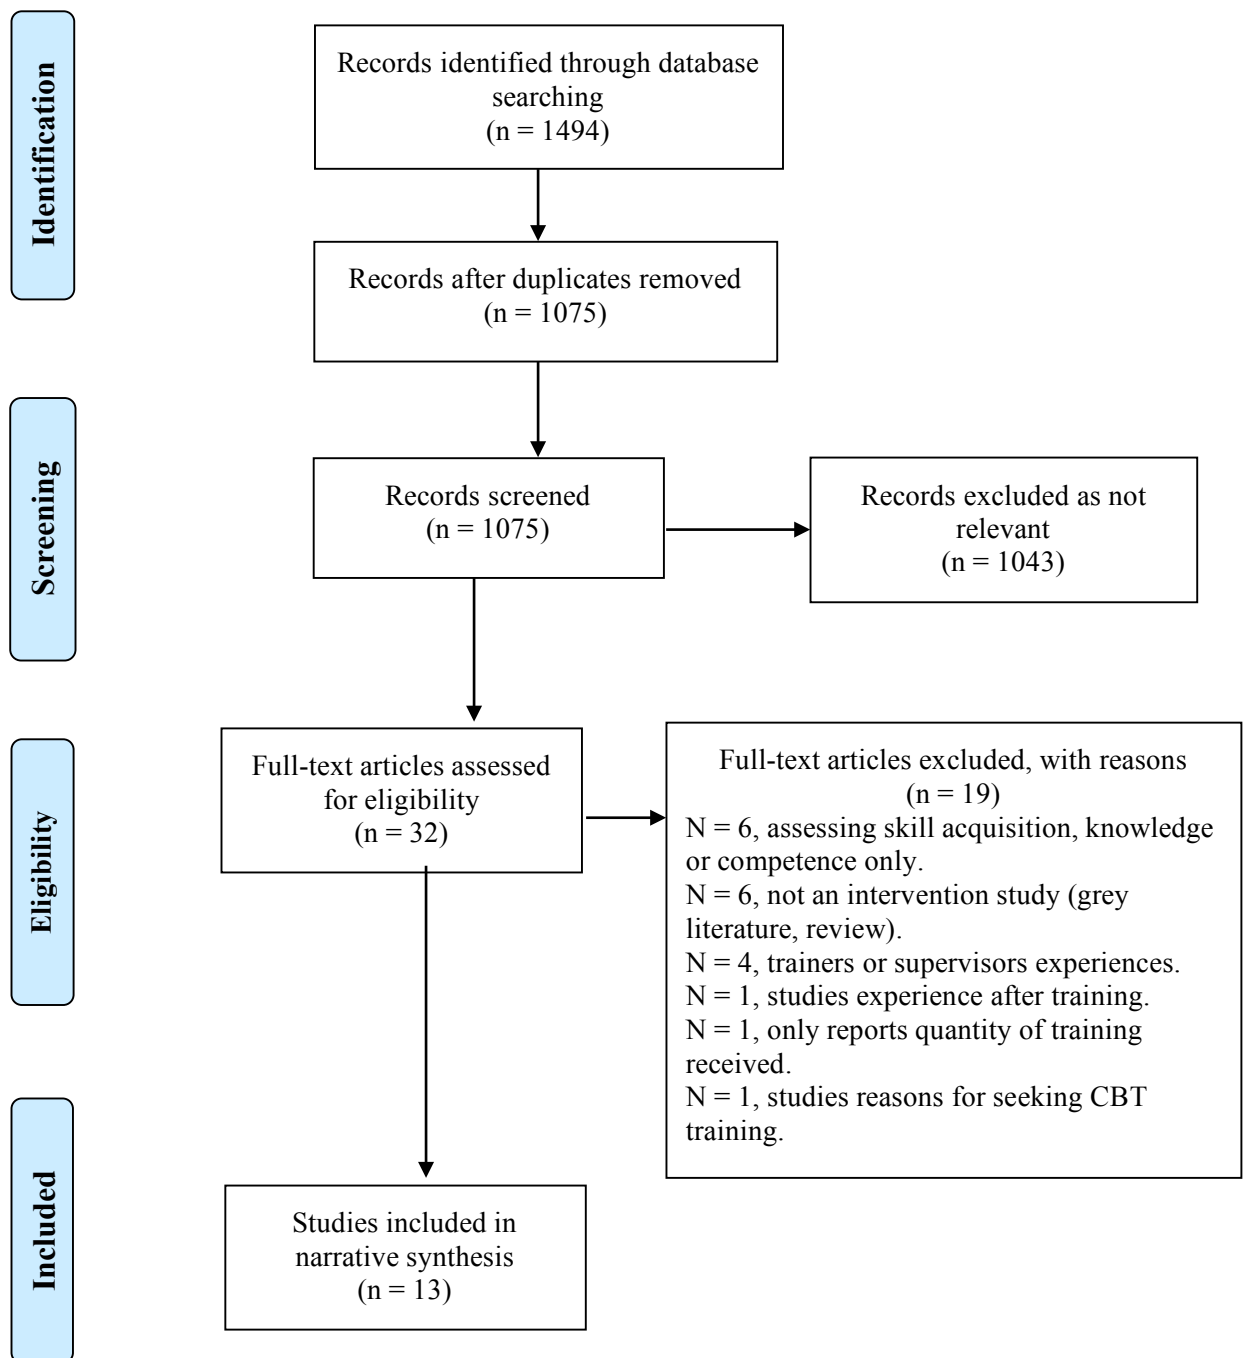 Identification
Records identified through database
searching
(n = 1494)
Records after duplicates removed
(n = 1075)
Screening
Records screened
(n = 1075)
Records excluded as not
relevant
(n = 1043)
Eligibility
Full-text articles assessed
for eligibility
(n = 32)
Full-text articles excluded, with reasons
(n = 19)
N = 6, assessing skill acquisition, knowledge
or competence only.
N = 6, not an intervention study (grey
literature, review).
N = 4, trainers or supervisors experiences.
N = 1, studies experience after training.
N = 1, only reports quantity of training
received.
N = 1, studies reasons for seeking CBT
training.
Included
Studies included in
narrative synthesis
(n = 13)